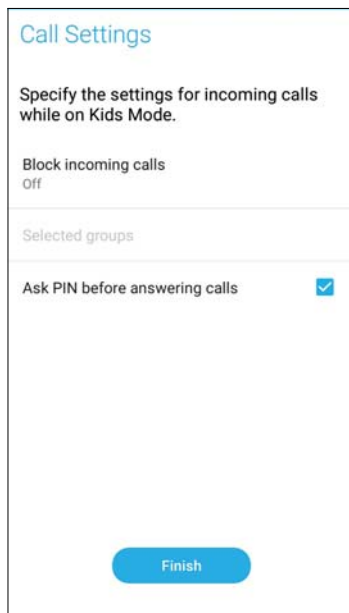 Call Settings
Specify the settings for incoming calls
while on Kids Mode.
Block incoming calls
Off
Selected groups
Ask PIN before answering calls
Finish